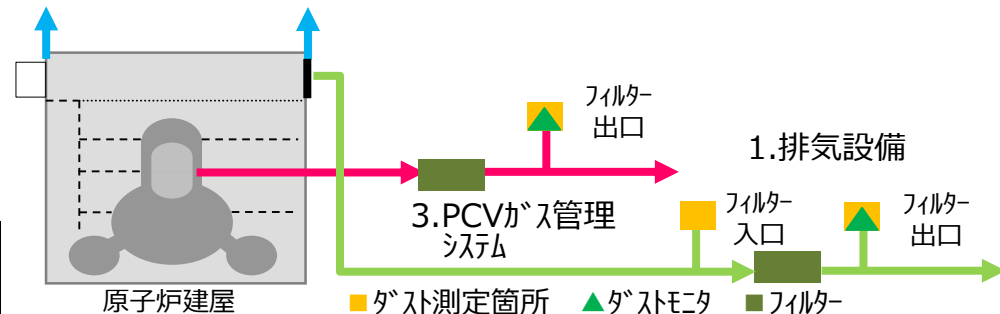 フィルター
出口
1.排気設備
3.PCVガス管理
システム
フィルター
入口
フィルター
出口
原子炉建屋
■ダスト測定箇所 ▲ダストモニタ ■フィルター